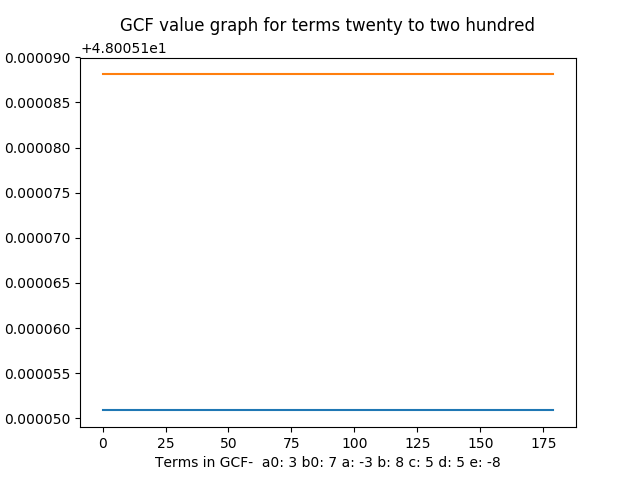 GCF value graph for terms twenty to two hundred
+4.80051e1
0.000090
0.000085
0.000080
0.000075
0.000070
0.000065
0.000060
0.000055
0.000050
0 25 50 75 100 125 150 175
Terms in GCF-  a0: 3 b0: 7 a: -3 b: 8 c: 5 d: 5 e: -8